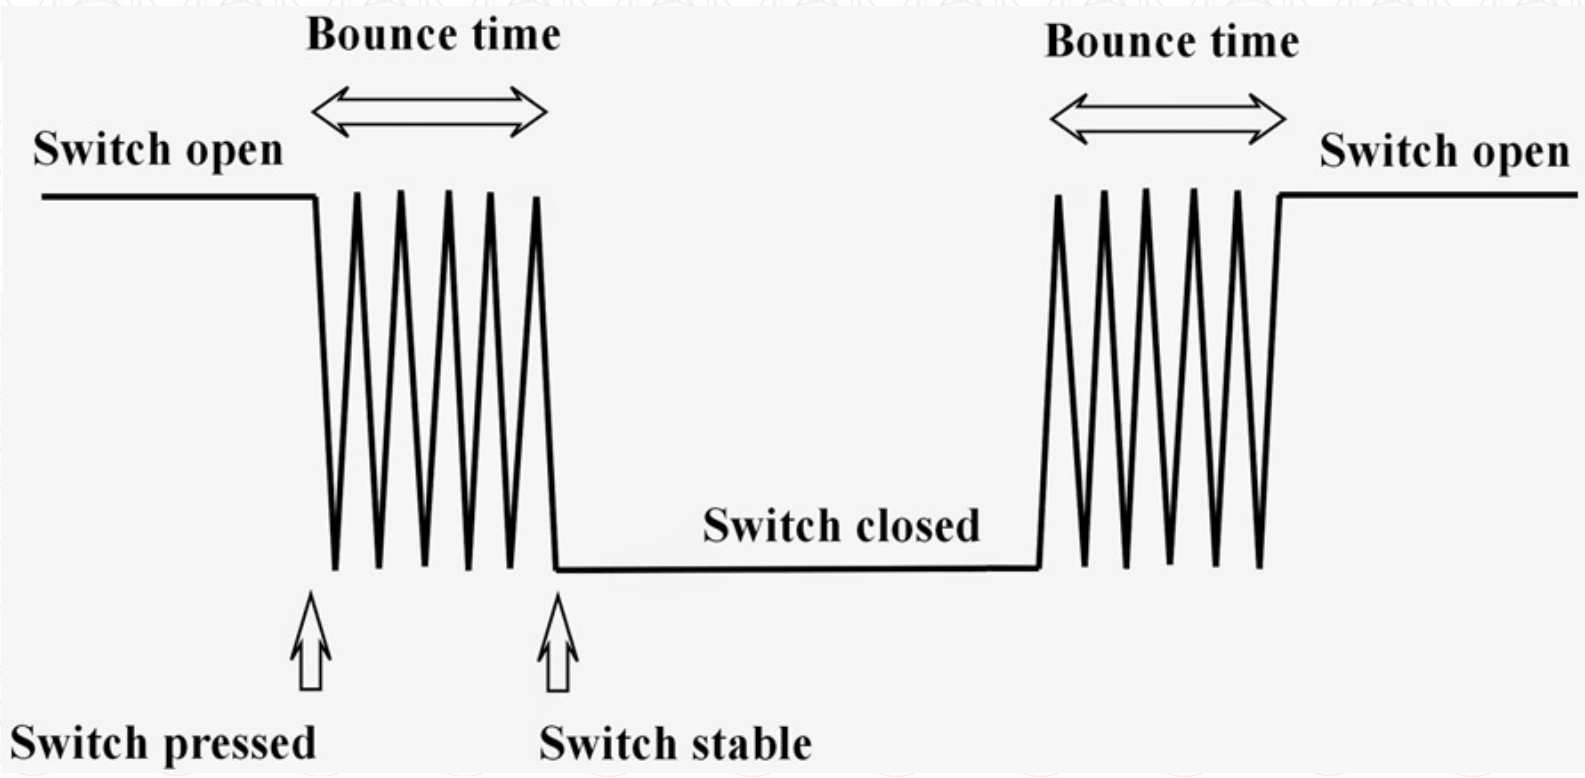 Bounce time
Bounce time
Switch open
Switch open
Switch closed
Switch pressed
Switch stable